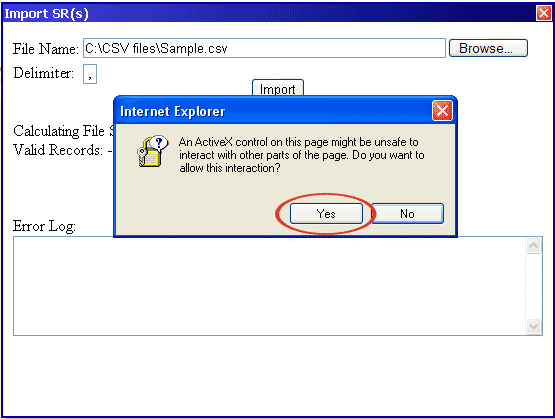 Import SR(s)
File Name: C:\CSV files\Sample.csv Browse...
Delimiter: ,
Import
Internet Explorer
An ActiveX control on this page might be unsafe to
interact with other parts of the page. Do you want to
allow this interaction?
Yes No
Calculating File
Valid Records: -
Error Log: